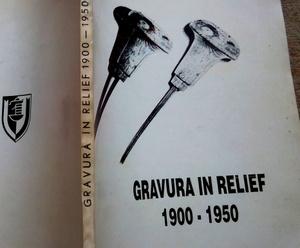 GRAVURA IN RELIEF 1900 - 1950
GRAVURA IN RELIEF
1900 - 1950